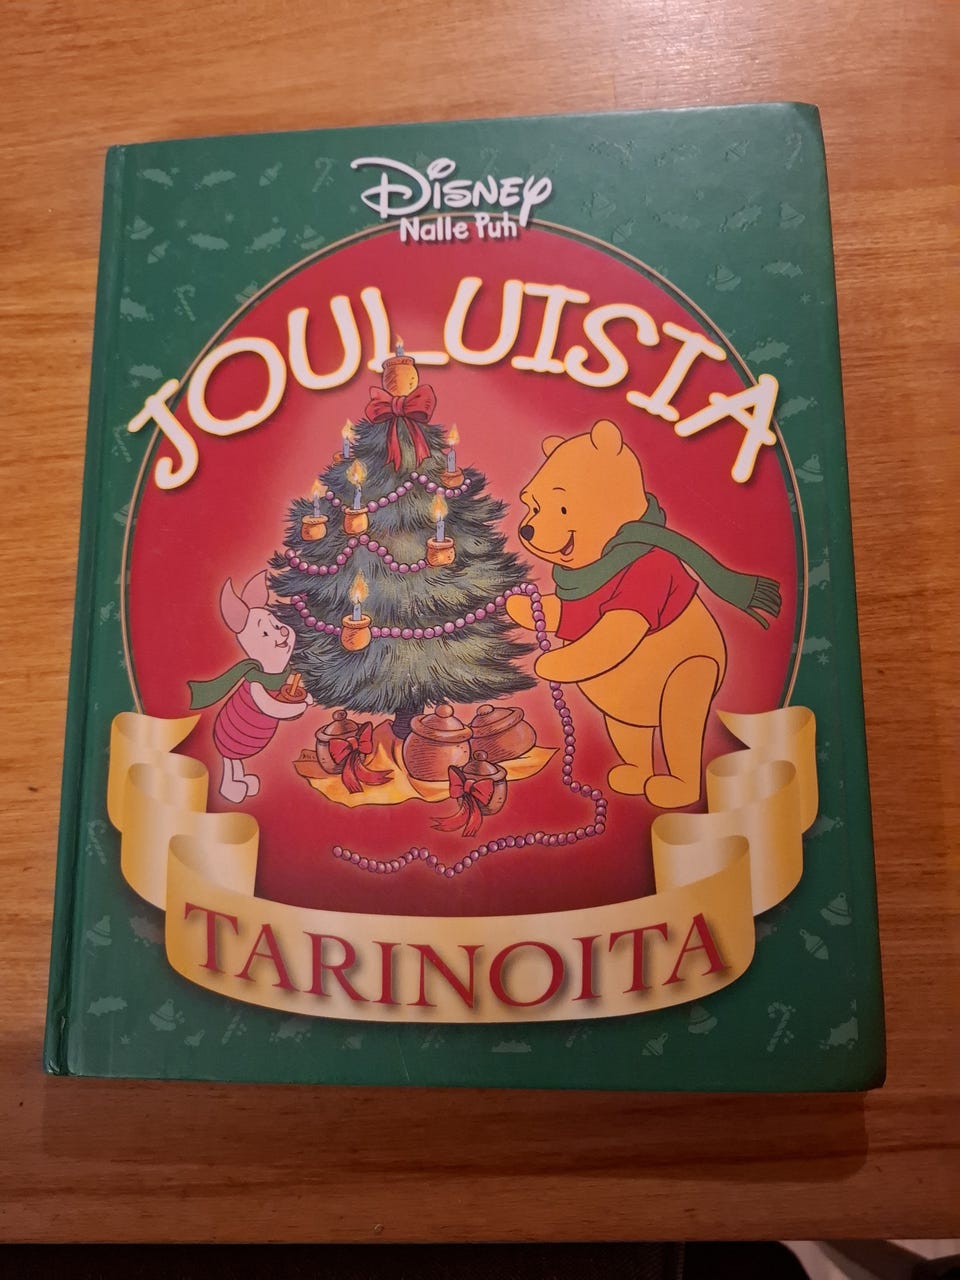 Disney
Nalle Puh
JOULUISIA
TARINOITA